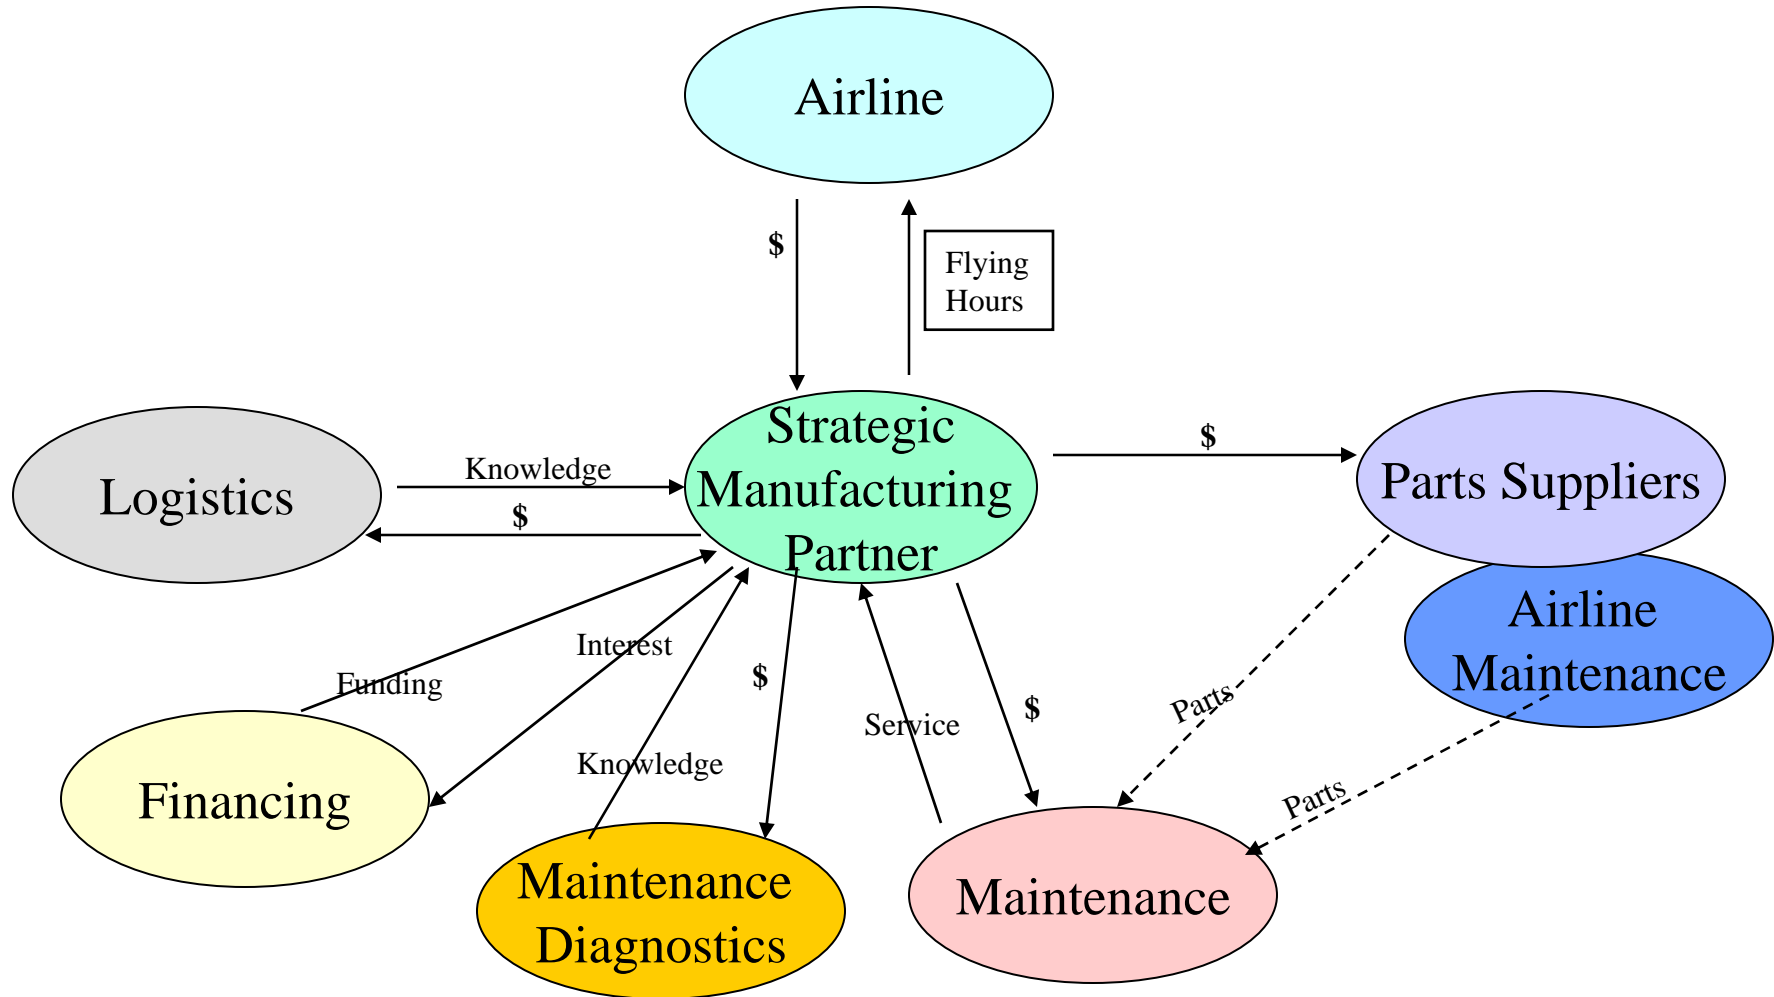 Airline
$
Flying
Hours
Strategic
Manufacturing
Partner
$
Parts Suppliers
Knowledge
Logistics
$
Airline
Maintenance
Interest
Funding
$
Service
$
Parts
Knowledge
Parts
Financing
Maintenance
Diagnostics
Maintenance